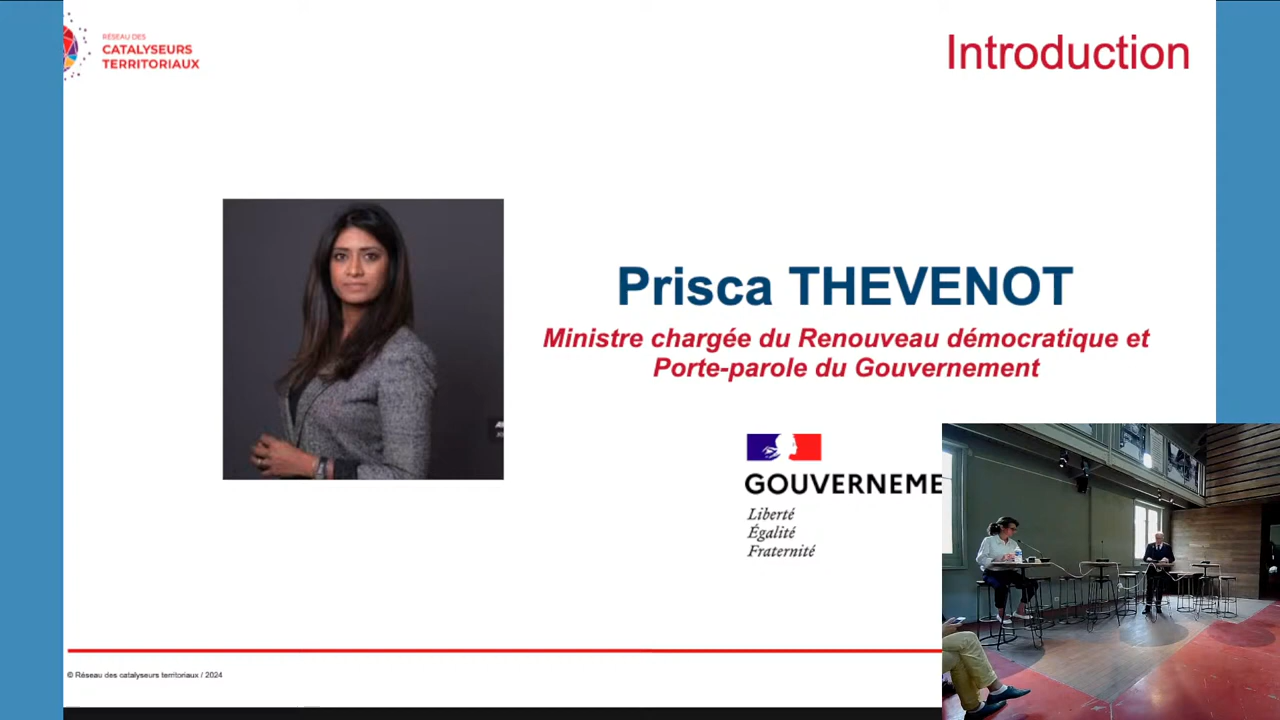 RÉSEAU DES
CATALYSEURS
TERRITORIAUX
Introduction
Prisca THEVENOT
Ministre chargée du Renouveau démocratique et
Porte-parole du Gouvernement
GOUVERNEME
Liberté
Égalité
Fraternité
© Réseau des catalyseurs territoriaux / 2024